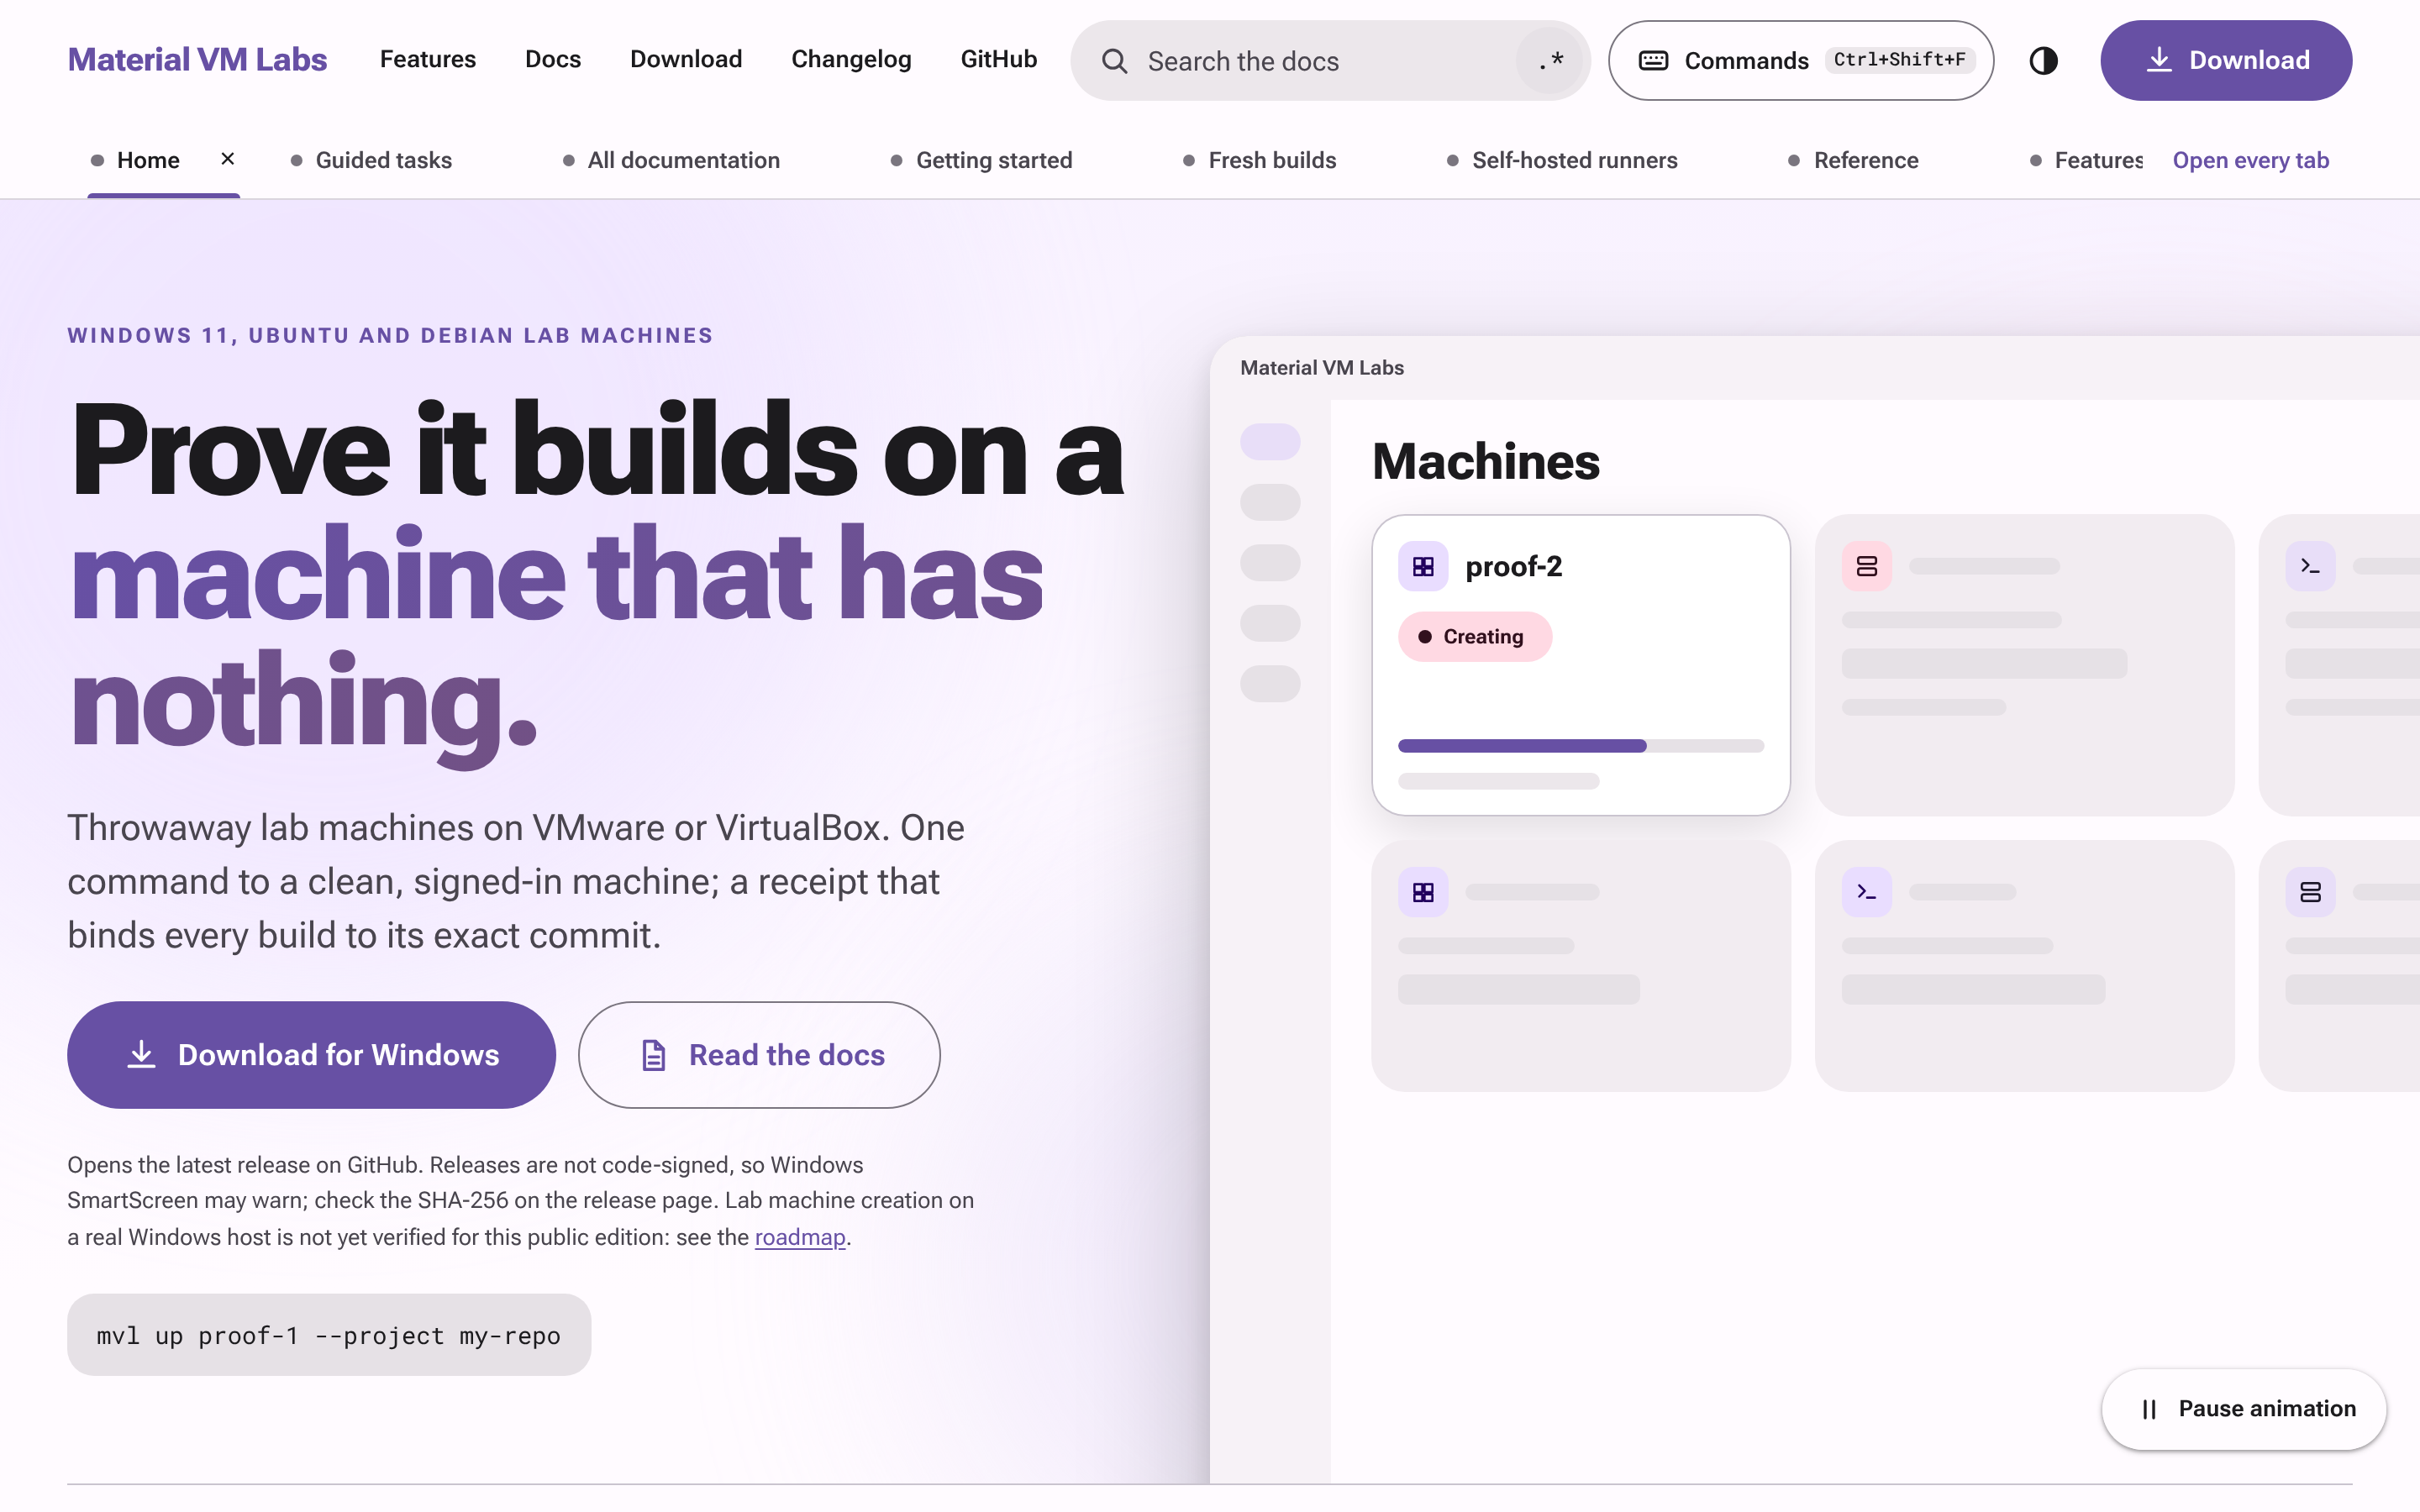 Material VM Labs
Features
Docs
Download
Changelog
GitHub
Search the docs
.*
Commands
Ctrl+Shift+F
Download
Home
Guided tasks
All documentation
Getting started
Fresh builds
Self-hosted runners
Reference
Features
Open every tab
WINDOWS 11, UBUNTU AND DEBIAN LAB MACHINES
Prove it builds on a
machine that has
nothing.
Throwaway lab machines on VMware or VirtualBox. One
command to a clean, signed-in machine; a receipt that
binds every build to its exact commit.
Download for Windows
Read the docs
Opens the latest release on GitHub. Releases are not code-signed, so Windows
SmartScreen may warn; check the SHA-256 on the release page. Lab machine creation on
a real Windows host is not yet verified for this public edition: see the roadmap.
mvl up proof-1 --project my-repo
Material VM Labs
Machines
proof-2
Creating
Pause animation